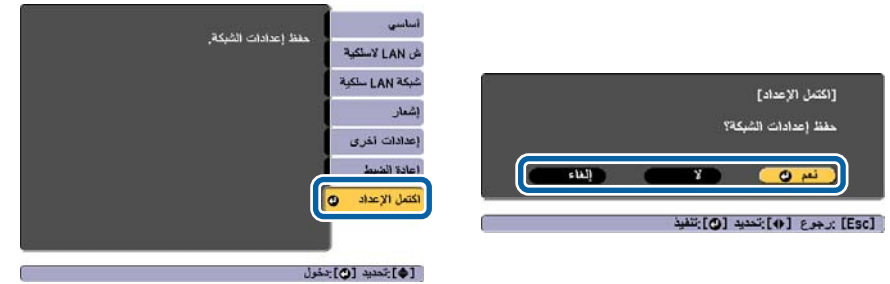 أساسي
ش LAN لاسلكية
شبكة LAN سلكية
إشعار
إعدادات أخرى
إعادة الضبط
اكتمل الإعداد
حفظ إعدادات الشبكة.
[◆]:تحديد [↵]:دخول
[اكتمل الإعداد]
حفظ إعدادات الشبكة؟
نعم لا إلغاء
[Esc] :رجوع [◆]:تحديد [↵]:تنفيذ